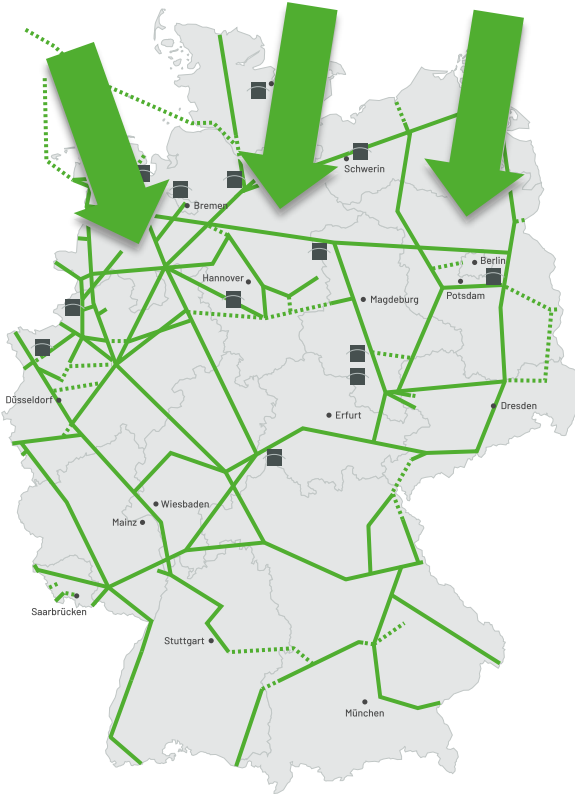 Schwerin
Bremen
Berlin
Hannover
Potsdam
Magdeburg
Düsseldorf
Dresden
Erfurt
Wiesbaden
Mainz
Saarbrücken
Stuttgart
München